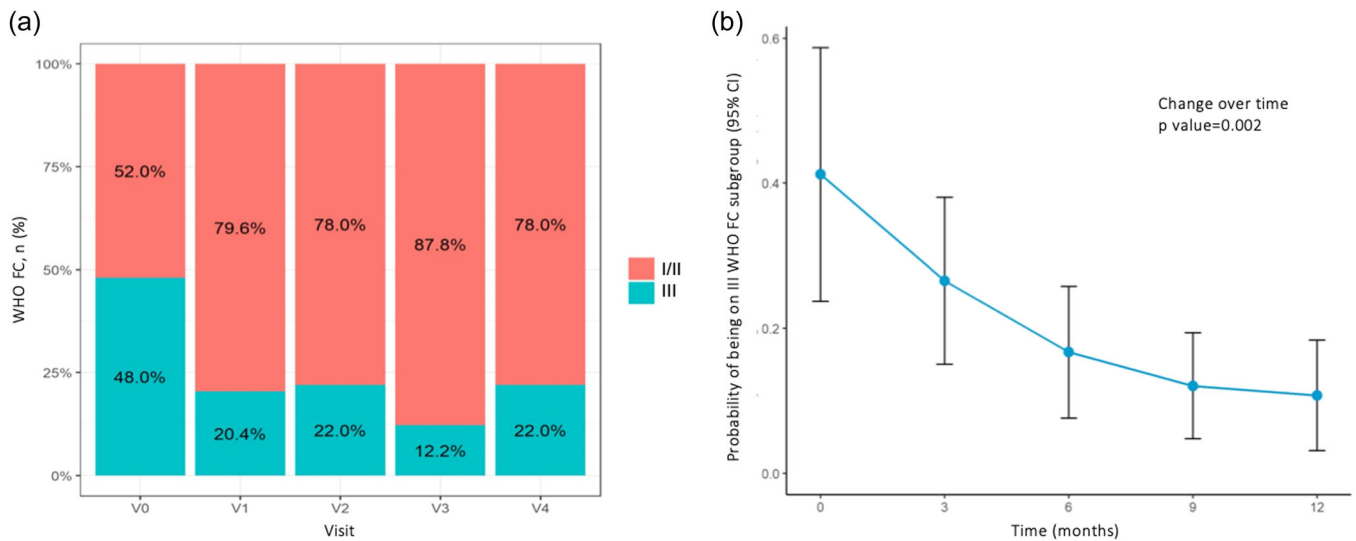 (a)
WHO FC, n (%)
100%
75%
50%
25%
0%
52.0%
79.6%
78.0%
87.8%
78.0%
48.0%
20.4%
22.0%
12.2%
22.0%
V0
V1
V2
V3
V4
Visit
I/II
III
(b)
Probability of being on III WHO FC subgroup (95% CI)
0.6
0.4
0.2
0.0
Change over time
p value=0.002
0
3
6
9
12
Time (months)